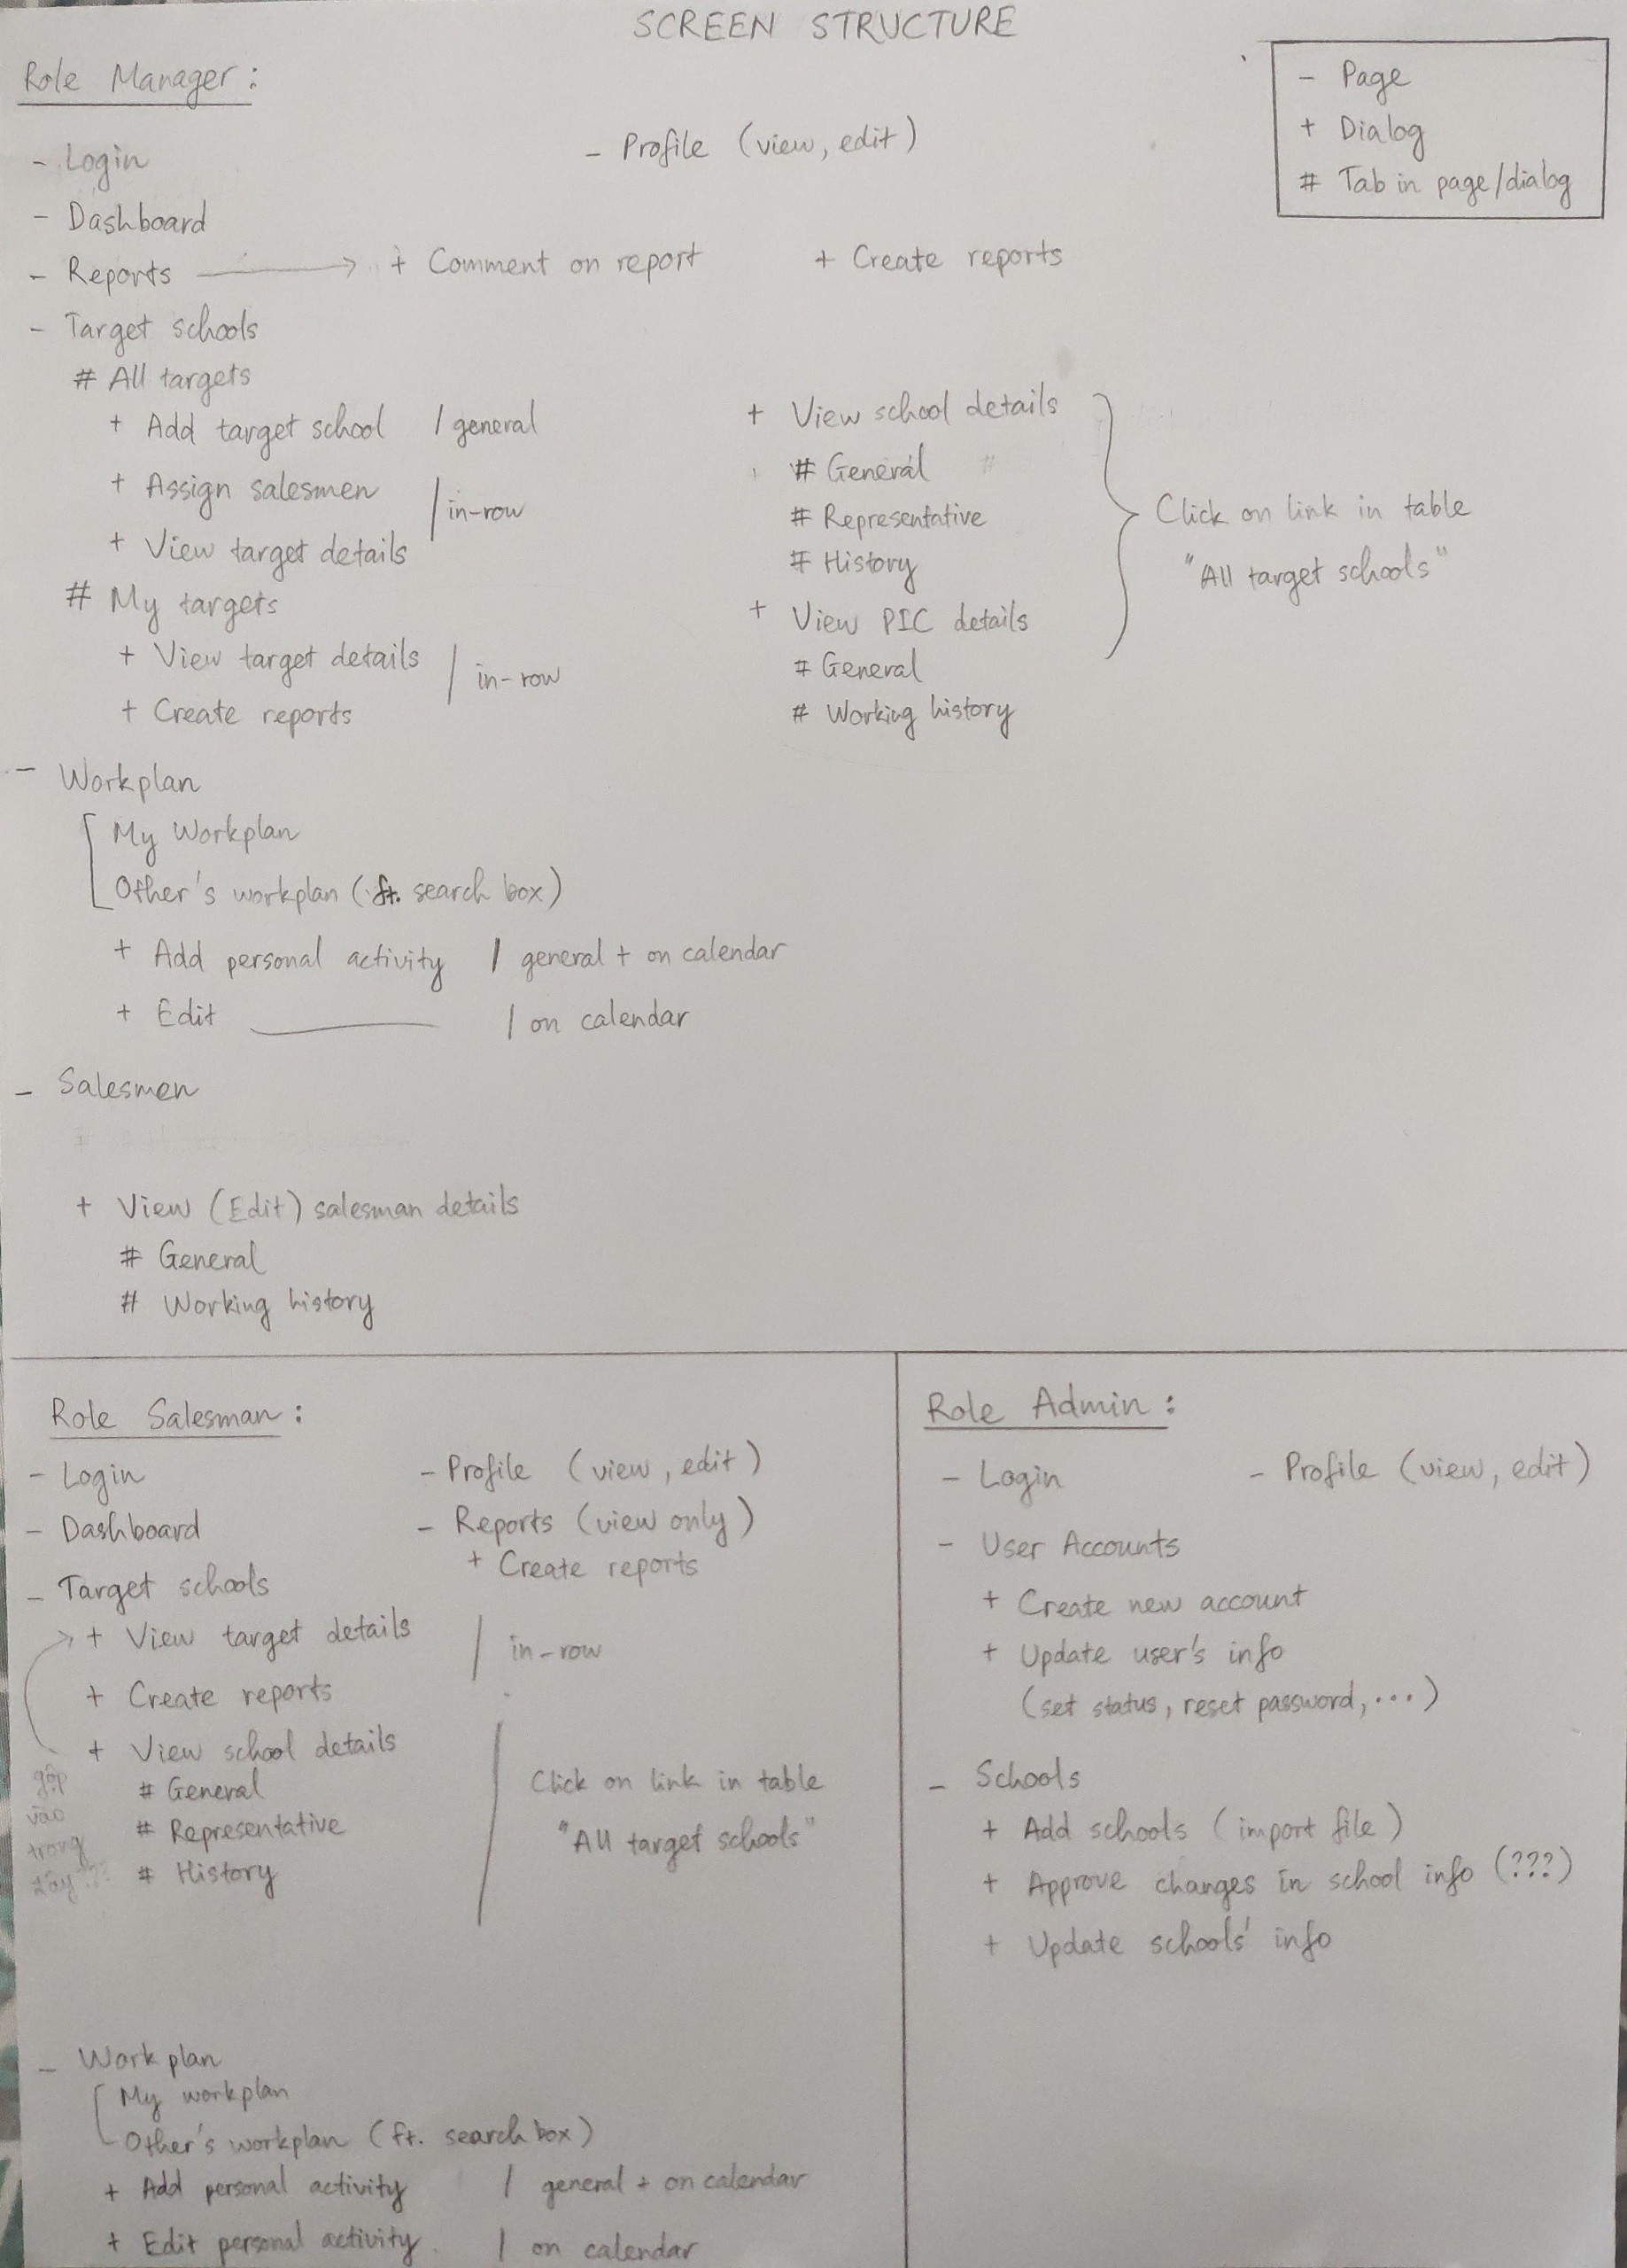 SCREEN STRUCTURE
- Page
+ Dialog
# Tab in page/dialog
Role Manager :
- Login
- Profile (view, edit)
- Dashboard
- Reports → + Comment on report + Create reports
- Target schools
# All targets
+ Add target school / general
+ Assign salesmen
+ View target details
/ in-row
# My targets
+ View target details
+ Create reports
/ in-row
+ View school details
# General
# Representative
# History
+ View PIC details
# General
# Working history
Click on link in table
"All target schools"
- Workplan
[ My Workplan
Other's workplan (ft. search box)
+ Add personal activity / general + on calendar
+ Edit ______ / on calendar
- Salesmen
+ View (Edit) salesman details
# General
# Working history
Role Salesman :
- Login
- Dashboard
- Profile (view, edit)
- Reports (view only)
+ Create reports
- Target schools
+ View target details
+ Create reports
/ in-row
+ View school details
# General
# Representative
# History
Click on link in table
"All target schools"
gộp
vào
trong
đây???
- Workplan
[ My workplan
Other's workplan (ft. search box)
+ Add personal activity / general + on calendar
+ Edit personal activity / on calendar
Role Admin :
- Login
- Profile (view, edit)
- User Accounts
+ Create new account
+ Update user's info
(set status, reset password, ...)
- Schools
+ Add schools (import file)
+ Approve changes in school info (???)
+ Update schools' info